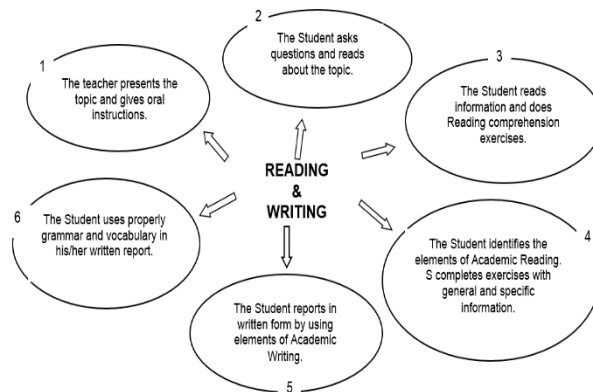 1
The teacher presents the
topic and gives oral
instructions.
2
The Student asks
questions and reads
about the topic.
3
The Student reads
information and does
Reading comprehension
exercises.
READING
&
WRITING
4
The Student identifies the
elements of Academic Reading.
S completes exercises with
general and specific
information.
5
The Student reports in
written form by using
elements of Academic
Writing.
6
The Student uses properly
grammar and vocabulary in
his/her written report.